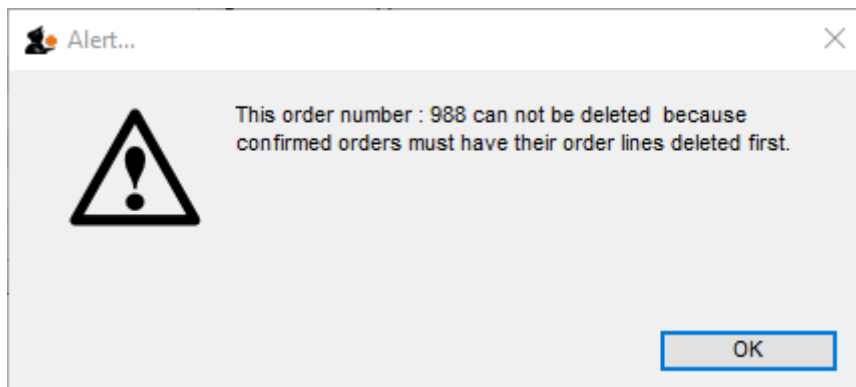 Alert...
This order number : 988 can not be deleted  because
confirmed orders must have their order lines deleted first.
OK